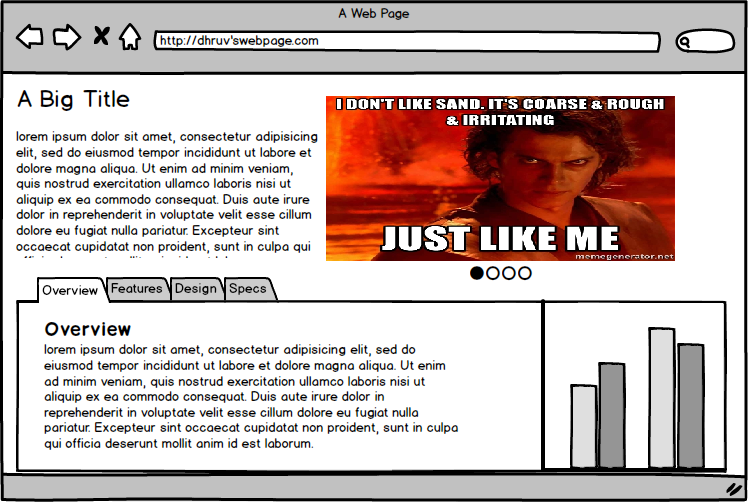 A Web Page
http://dhruv'swebpage.com
A Big Title
lorem ipsum dolor sit amet, consectetur adipisicing
elit, sed do eiusmod tempor incididunt ut labore et
dolore magna aliqua. Ut enim ad minim veniam,
quis nostrud exercitation ullamco laboris nisi ut
aliquip ex ea commodo consequat. Duis aute irure
dolor in reprehenderit in voluptate velit esse cillum
dolore eu fugiat nulla pariatur. Excepteur sint
occaecat cupidatat non proident, sunt in culpa qui
I DON'T LIKE SAND. IT'S COARSE & ROUGH
& IRRITATING
JUST LIKE ME
memegenerator.net
Overview
Features
Design
Specs
Overview
lorem ipsum dolor sit amet, consectetur adipisicing elit, sed do
eiusmod tempor incididunt ut labore et dolore magna aliqua. Ut enim
ad minim veniam, quis nostrud exercitation ullamco laboris nisi ut
aliquip ex ea commodo consequat. Duis aute irure dolor in
reprehenderit in voluptate velit esse cillum dolore eu fugiat nulla
pariatur. Excepteur sint occaecat cupidatat non proident, sunt in culpa
qui officia deserunt mollit anim id est laborum.